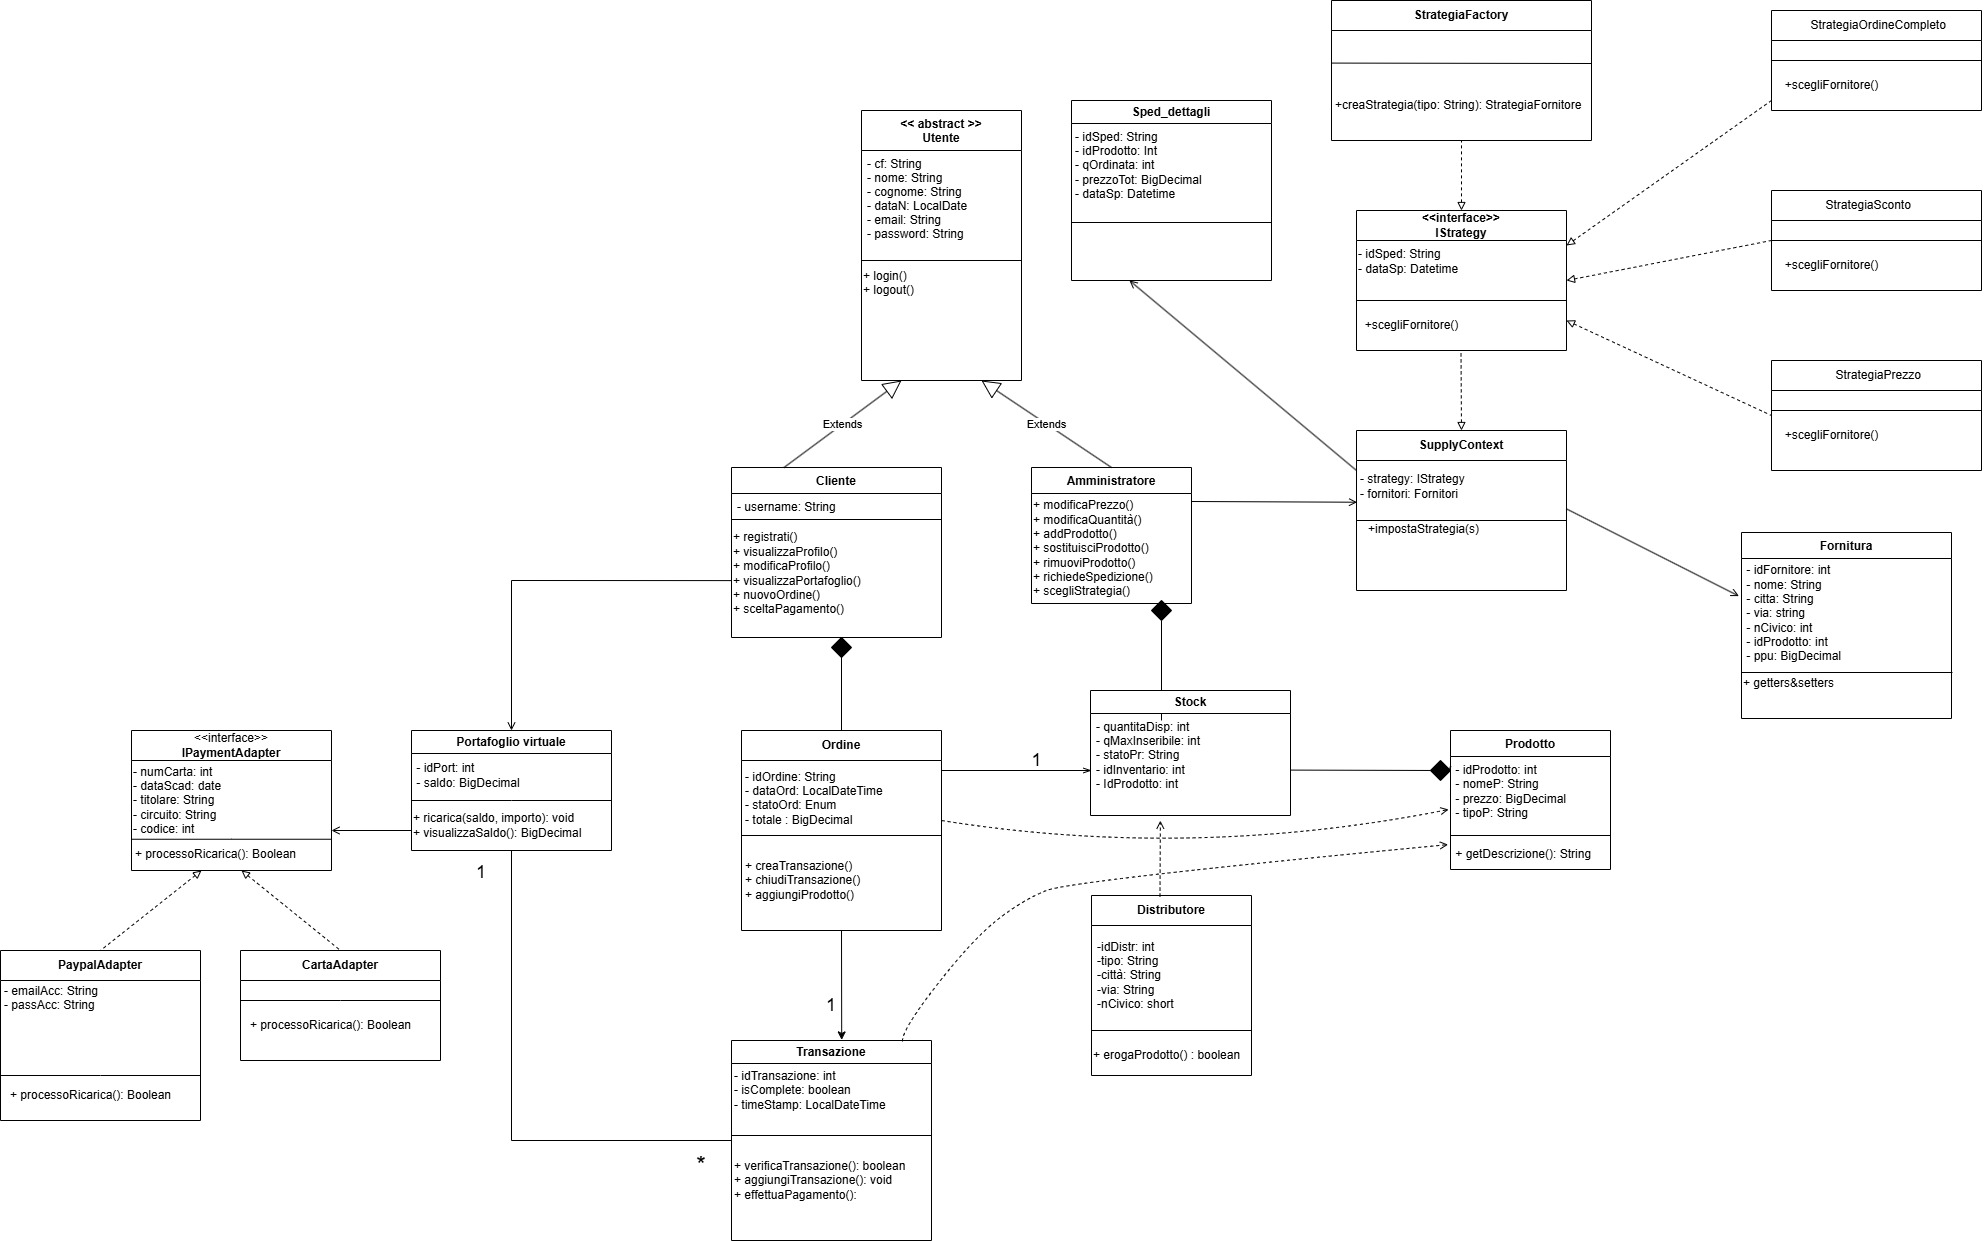 StrategiaFactory
+creaStrategia(tipo: String): StrategiaFornitore
StrategiaOrdineCompleto
+scegliFornitore()
<< abstract >>
Utente
- cf: String
- nome: String
- cognome: String
- dataN: LocalDate
- email: String
- password: String
+ login()
+ logout()
Sped_dettagli
- idSped: String
- idProdotto: Int
- qOrdinata: int
- prezzoTot: BigDecimal
- dataSp: Datetime
<<interface>>
IStrategy
- idSped: String
- dataSp: Datetime
+scegliFornitore()
StrategiaSconto
+scegliFornitore()
StrategiaPrezzo
+scegliFornitore()
Extends
Extends
Cliente
- username: String
+ registrati()
+ visualizzaProfilo()
+ modificaProfilo()
+ visualizzaPortafoglio()
+ nuovoOrdine()
+ sceltaPagamento()
Amministratore
+ modificaPrezzo()
+ modificaQuantità()
+ addProdotto()
+ sostituisciProdotto()
+ rimuoviProdotto()
+ richiedeSpedizione()
+ scegliStrategia()
SupplyContext
- strategy: IStrategy
- fornitori: Fornitori
+impostaStrategia(s)
Fornitura
- idFornitore: int
- nome: String
- citta: String
- via: string
- nCivico: int
- idProdotto: int
- ppu: BigDecimal
+ getters&setters
<<interface>>
IPaymentAdapter
- numCarta: int
- dataScad: date
- titolare: String
- circuito: String
- codice: int
+ processoRicarica(): Boolean
Portafoglio virtuale
- idPort: int
- saldo: BigDecimal
+ ricarica(saldo, importo): void
+ visualizzaSaldo(): BigDecimal
1
Ordine
- idOrdine: String
- dataOrd: LocalDateTime
- statoOrd: Enum
- totale : BigDecimal
+ creaTransazione()
+ chiudiTransazione()
+ aggiungiProdotto()
1
Stock
- quantitaDisp: int
- qMaxInseribile: int
- statoPr: String
- idInventario: int
- IdProdotto: int
Prodotto
- idProdotto: int
- nomeP: String
- prezzo: BigDecimal
- tipoP: String
+ getDescrizione(): String
PaypalAdapter
- emailAcc: String
- passAcc: String
+ processoRicarica(): Boolean
CartaAdapter
+ processoRicarica(): Boolean
Distributore
-idDistr: int
-tipo: String
-città: String
-via: String
-nCivico: short
+ erogaProdotto() : boolean
1
Transazione
- idTransazione: int
- isComplete: boolean
- timeStamp: LocalDateTime
+ verificaTransazione(): boolean
+ aggiungiTransazione(): void
+ effettuaPagamento():
*